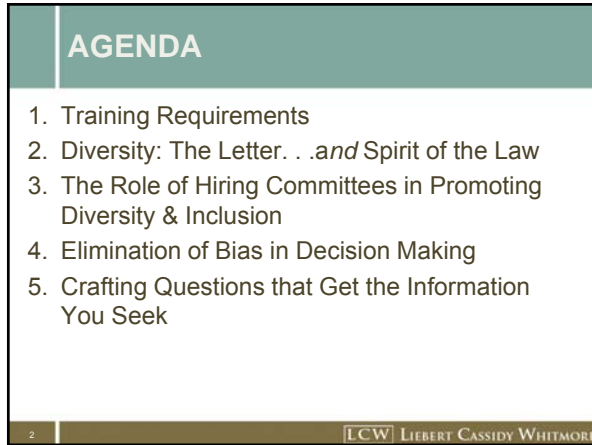 AGENDA
1. Training Requirements
2. Diversity: The Letter. . .and Spirit of the Law
3. The Role of Hiring Committees in Promoting
Diversity & Inclusion
4. Elimination of Bias in Decision Making
5. Crafting Questions that Get the Information
You Seek
2
LCW LIEBERT CASSIDY WHITMORE